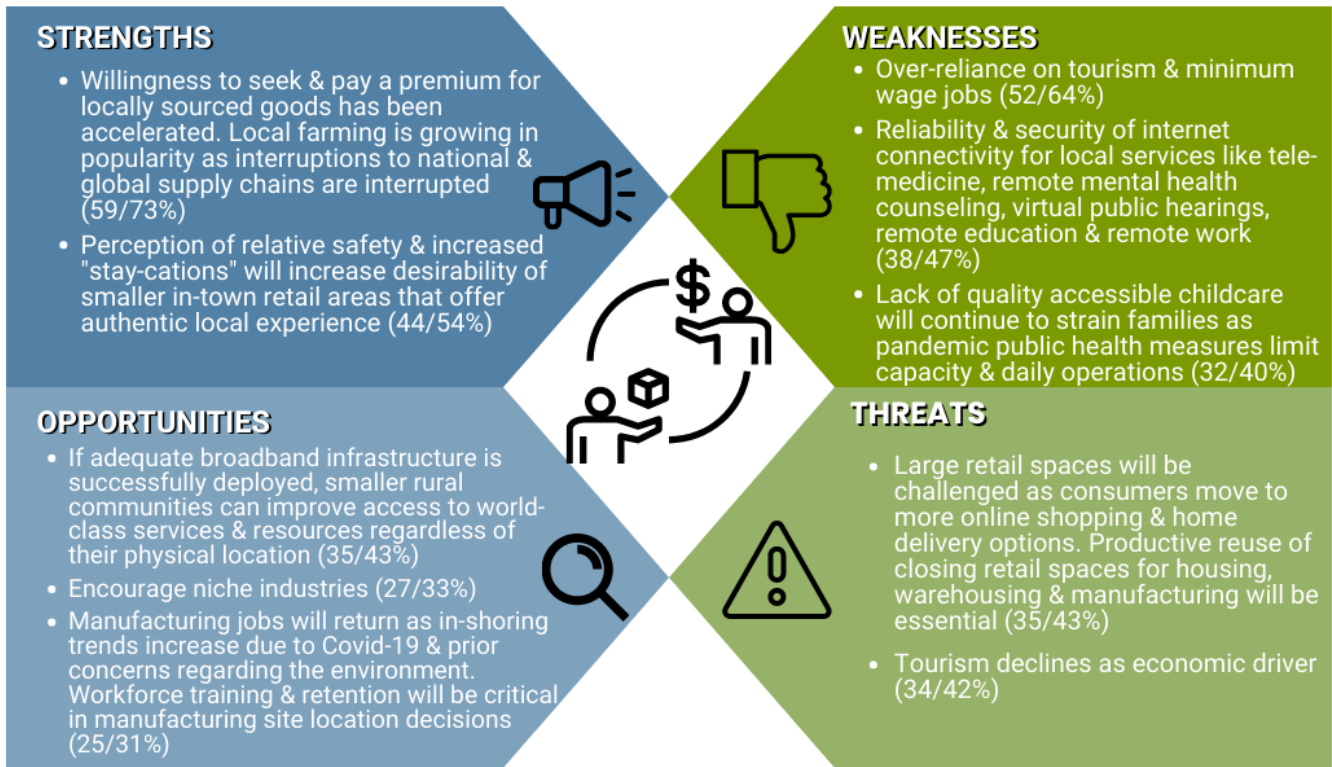 STRENGTHS
• Willingness to seek & pay a premium for
locally sourced goods has been
accelerated. Local farming is growing in
popularity as interruptions to national &
global supply chains are interrupted
(59/73%)
• Perception of relative safety & increased
"stay-cations" will increase desirability of
smaller in-town retail areas that offer
authentic local experience (44/54%)
WEAKNESSES
• Over-reliance on tourism & minimum
wage jobs (52/64%)
• Reliability & security of internet
connectivity for local services like tele-
medicine, remote mental health
counseling, virtual public hearings,
remote education & remote work
(38/47%)
• Lack of quality accessible childcare
will continue to strain families as
pandemic public health measures limit
capacity & daily operations (32/40%)
$
OPPORTUNITIES
• If adequate broadband infrastructure is
successfully deployed, smaller rural
communities can improve access to world-
class services & resources regardless of
their physical location (35/43%)
• Encourage niche industries (27/33%)
• Manufacturing jobs will return as in-shoring
trends increase due to Covid-19 & prior
concerns regarding the environment.
Workforce training & retention will be critical
in manufacturing site location decisions
(25/31%)
THREATS
• Large retail spaces will be
challenged as consumers move to
more online shopping & home
delivery options. Productive reuse of
closing retail spaces for housing,
warehousing & manufacturing will be
essential (35/43%)
• Tourism declines as economic driver
(34/42%)